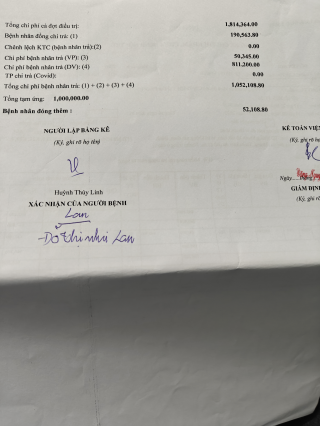 Tổng chi phí cả đợt điều trị: 1,814,364.00
Bệnh nhân đồng chi trả: (1) 190,563.80
Chênh lệch KTC (bệnh nhân trả):(2) 0.00
Chi phí bệnh nhân trả (VP): (3) 50,345.00
Chi phí bệnh nhân trả (DV): (4) 811,200.00
TP chi trả (Covid): 0.00
Tổng chi phí bệnh nhân trả: (1) + (2) + (3) + (4) 1,052,108.80
Tổng tạm ứng: 1,000,000.00
Bệnh nhân đóng thêm : 52,108.80
NGƯỜI LẬP BẢNG KÊ KẾ TOÁN VIỆN
(Ký, ghi rõ họ tên) (Ký, ghi rõ
Ngày...
Huỳnh Thùy Linh GIÁM ĐỊNH
XÁC NHẬN CỦA NGƯỜI BỆNH (Ký, ghi rõ
Lan
Đỗ Thị Như Lan